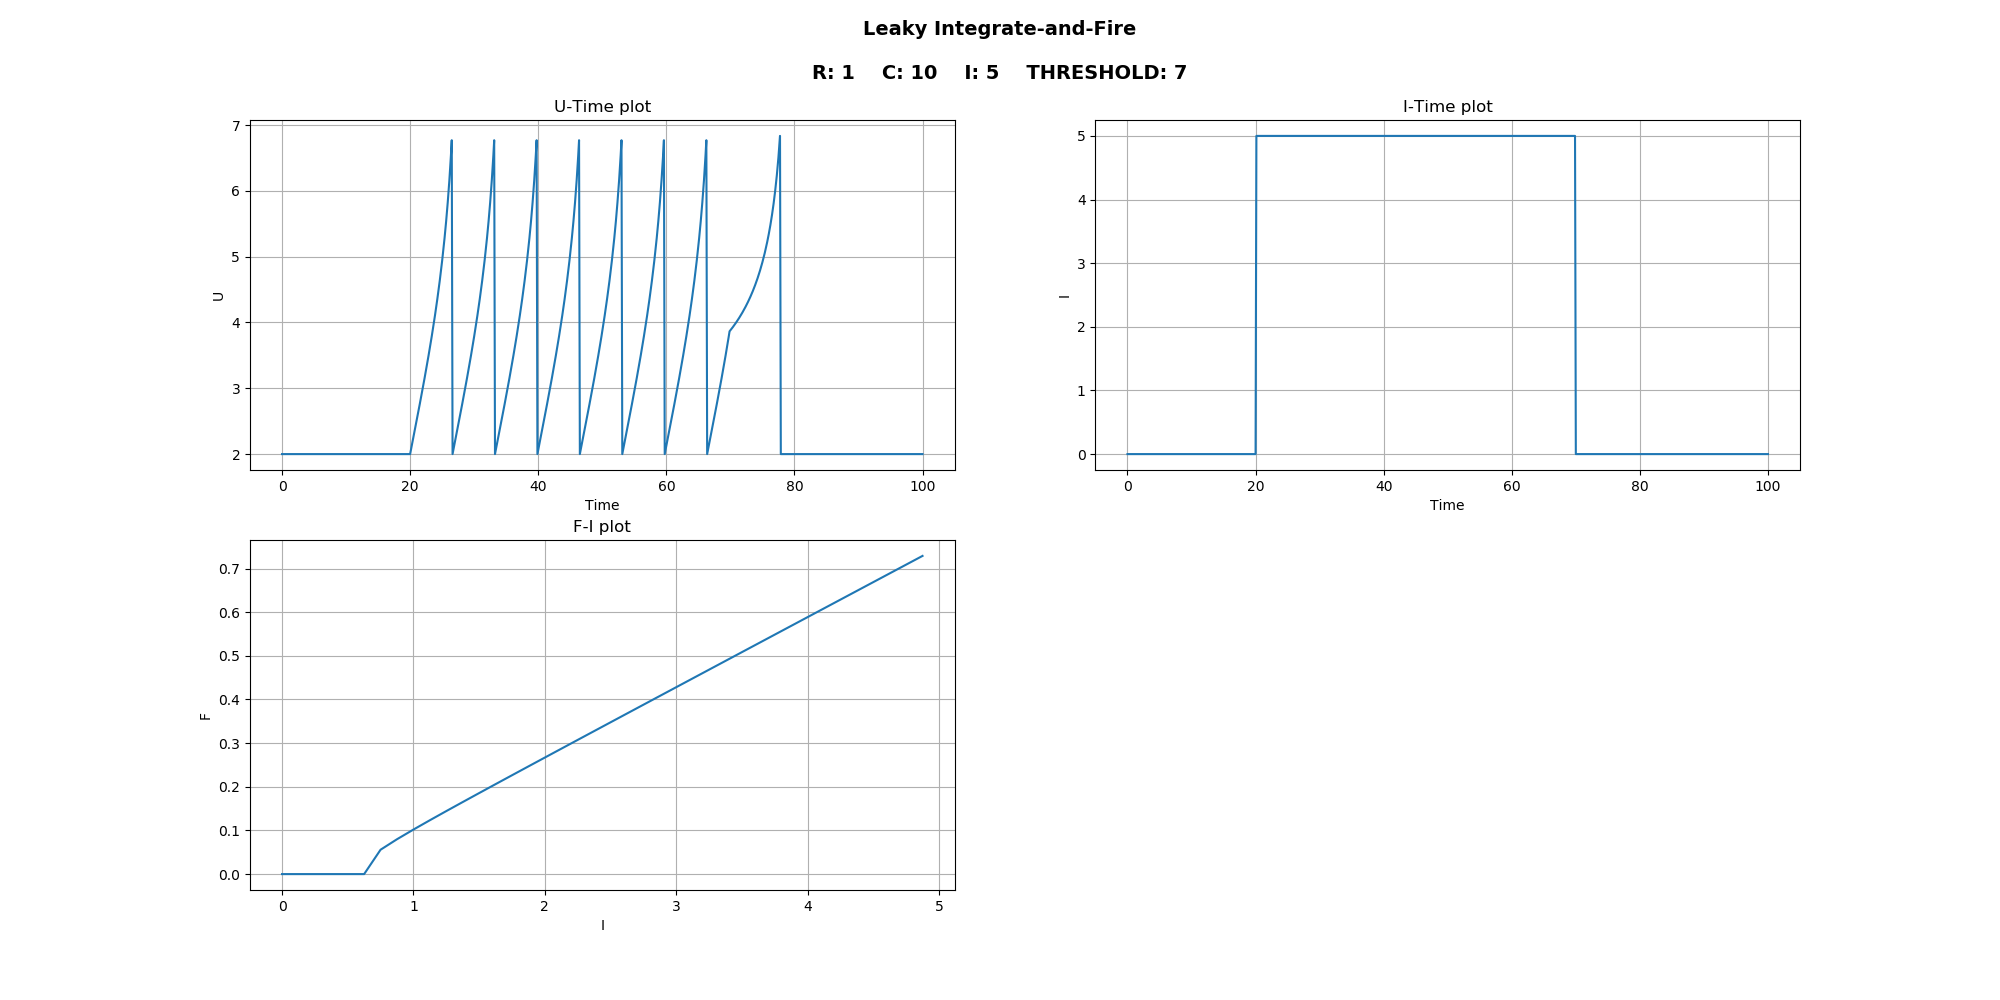 Leaky Integrate-and-Fire
R: 1    C: 10    I: 5    THRESHOLD: 7
U-Time plot
7
6
5
4
3
2
U
0 20 40 60 80 100
Time
I-Time plot
5
4
3
2
1
0
I
0 20 40 60 80 100
Time
F-I plot
0.7
0.6
0.5
0.4
0.3
0.2
0.1
0.0
F
0 1 2 3 4 5
I